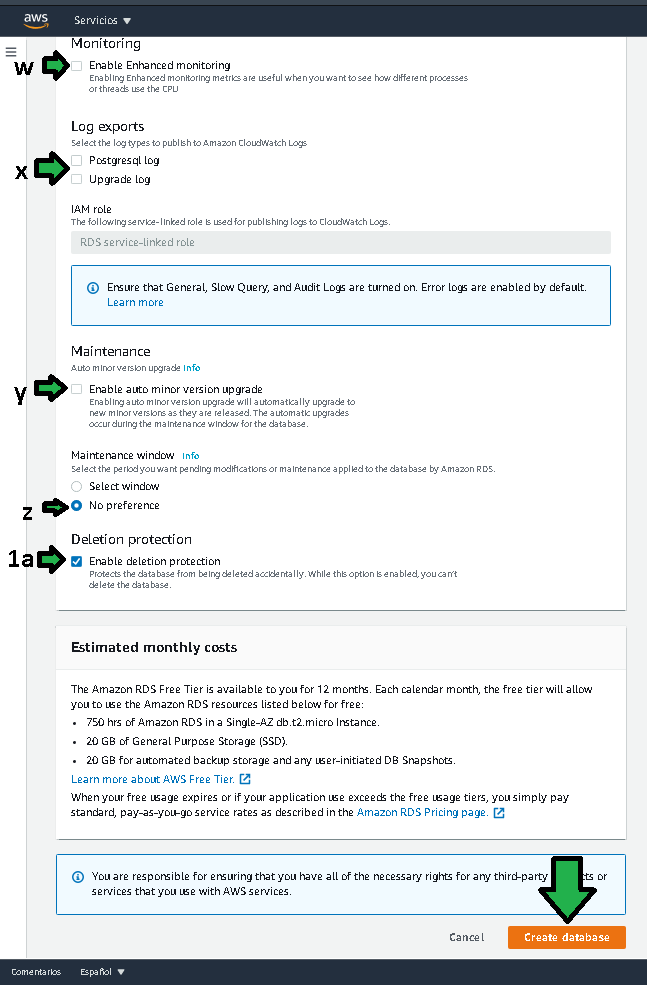 aws Servicios
Monitoring
w Enable Enhanced monitoring
Enabling Enhanced monitoring metrics are useful when you want to see how different processes
or threads use the CPU
Log exports
Select the log types to publish to Amazon CloudWatch Logs
x Postgresql log
Upgrade log
IAM role
The following service-linked role is used for publishing logs to CloudWatch Logs.
RDS service-linked role
Ensure that General, Slow Query, and Audit Logs are turned on. Error logs are enabled by default.
Learn more
Maintenance
Auto minor version upgrade Info
y Enable auto minor version upgrade
Enabling auto minor version upgrade will automatically upgrade to
new minor versions as they are released. The automatic upgrades
occur during the maintenance window for the database.
Maintenance window Info
Select the period you want pending modifications or maintenance applied to the database by Amazon RDS.
Select window
z No preference
Deletion protection
1a Enable deletion protection
Protects the database from being deleted accidentally. While this option is enabled, you can't
delete the database.
Estimated monthly costs
The Amazon RDS Free Tier is available to you for 12 months. Each calendar month, the free tier will allow
you to use the Amazon RDS resources listed below for free:
• 750 hrs of Amazon RDS in a Single-AZ db.t2.micro Instance.
• 20 GB of General Purpose Storage (SSD).
• 20 GB for automated backup storage and any user-initiated DB Snapshots.
Learn more about AWS Free Tier.
When your free usage expires or if your application use exceeds the free usage tiers, you simply pay
standard, pay-as-you-go service rates as described in the Amazon RDS Pricing page.
You are responsible for ensuring that you have all of the necessary rights for any third-party or
services that you use with AWS services.
Cancel Create database
Comentarios Español